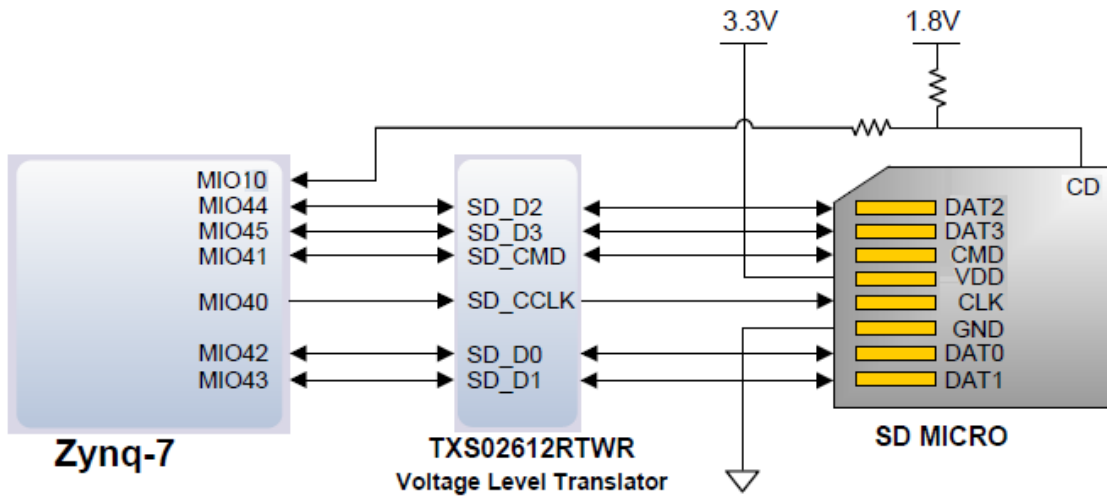 3.3V 1.8V
MIO10 CD
MIO44 SD_D2 DAT2
MIO45 SD_D3 DAT3
MIO41 SD_CMD CMD
VDD
MIO40 SD_CCLK CLK
GND
MIO42 SD_D0 DAT0
MIO43 SD_D1 DAT1
Zynq-7 TXS02612RTWR SD MICRO
Voltage Level Translator